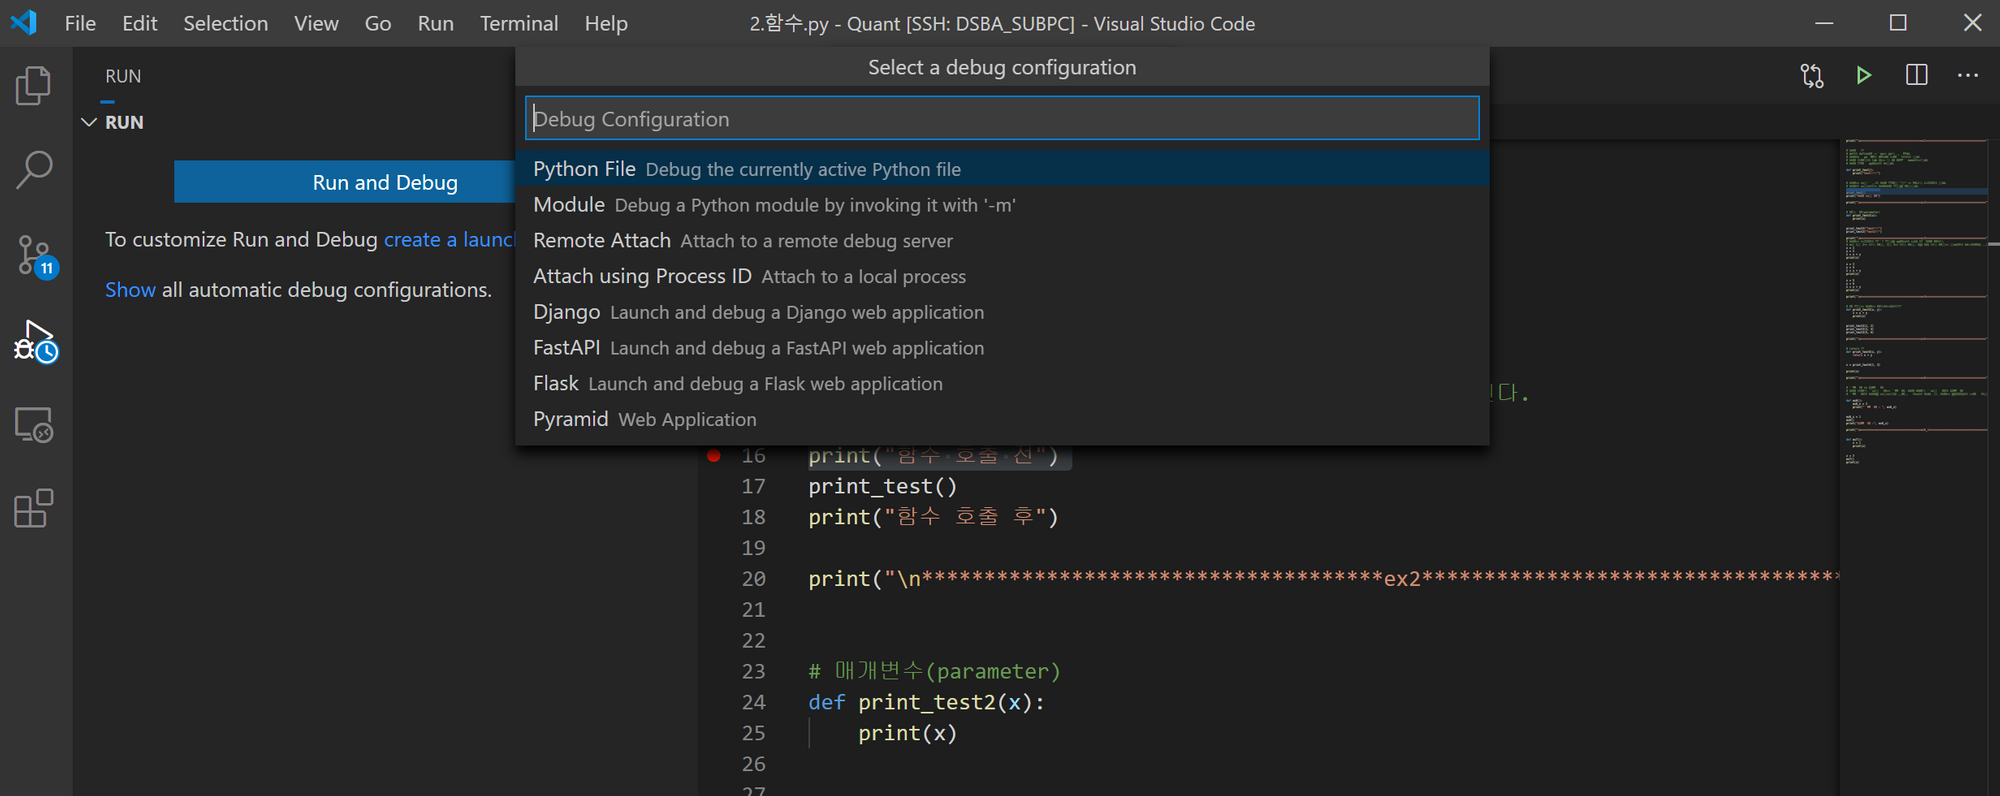 File Edit Selection View Go Run Terminal Help 2.함수.py - Quant [SSH: DSBA_SUBPC] - Visual Studio Code
RUN
Select a debug configuration
Debug Configuration
RUN
Run and Debug
To customize Run and Debug create a launc
Show all automatic debug configurations.
11
Python File Debug the currently active Python file
Module Debug a Python module by invoking it with '-m'
Remote Attach Attach to a remote debug server
Attach using Process ID Attach to a local process
Django Launch and debug a Django web application
FastAPI Launch and debug a FastAPI web application
Flask Launch and debug a Flask web application
Pyramid Web Application
다.
16 print("함수·호출·전")
17 print_test()
18 print("함수 호출 후")
19
20 print("\n*************************************ex2**********************************
21
22
23 # 매개변수(parameter)
24 def print_test2(x):
25 print(x)
26
27